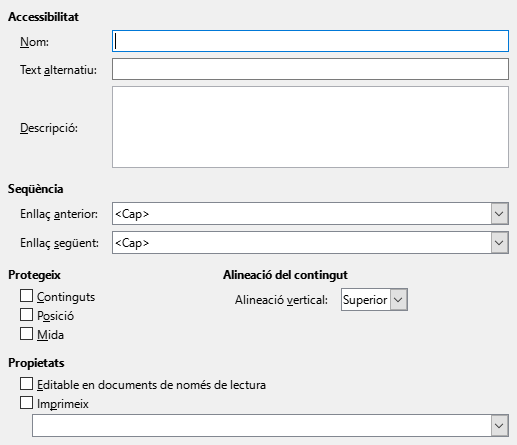 Accessibilitat
Nom:
Text alternatiu:
Descripció:
Seqüència
Enllaç anterior: <Cap>
Enllaç següent: <Cap>
Protegeix
Continguts
Posició
Mida
Alineació del contingut
Alineació vertical: Superior
Propietats
Editable en documents de només de lectura
Imprimeix